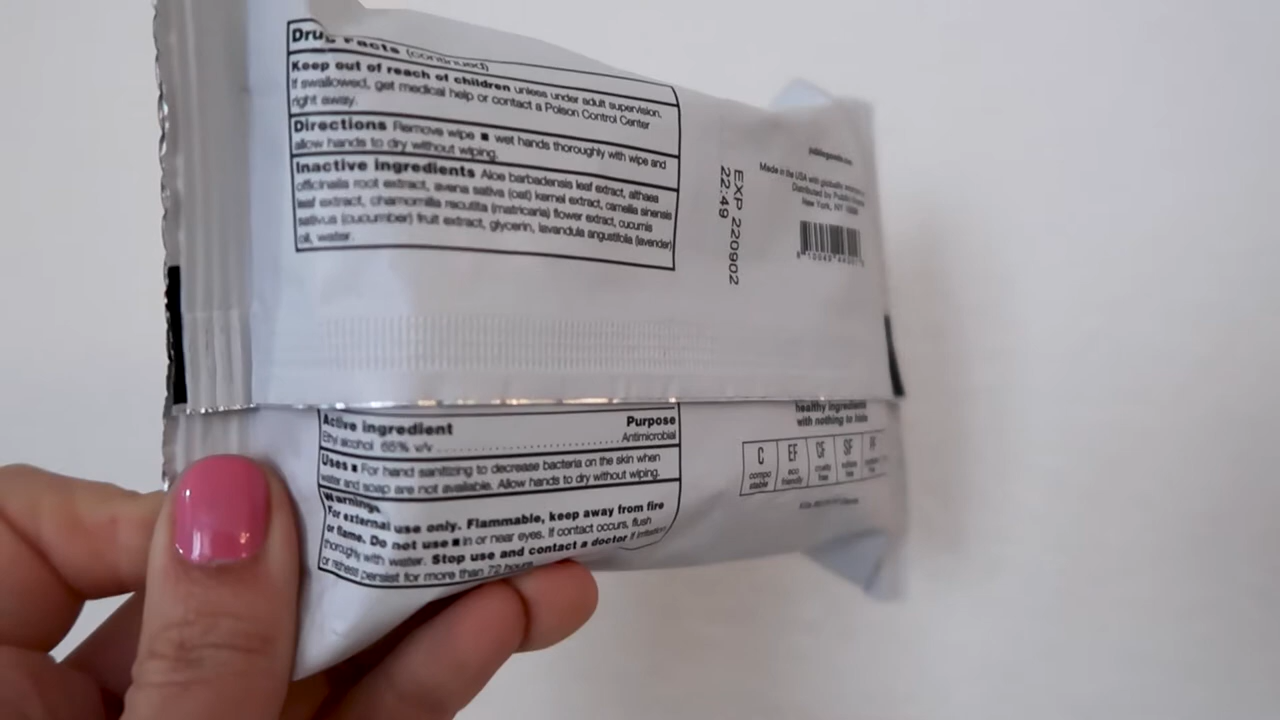 Drug Facts (continued)
Keep out of reach of children unless under adult supervision.
If swallowed, get medical help or contact a Poison Control Center
right away.
Directions Remove wipe ■ wet hands thoroughly with wipe and
allow hands to dry without wiping.
Inactive ingredients Aloe barbadensis leaf extract, althaea
officinalis root extract, avena sativa (oat) kernel extract, camellia sinensis
leaf extract, chamomilla recutita (matricaria) flower extract, cucumis
sativus (cucumber) fruit extract, glycerin, lavandula angustifolia (lavender)
oil, water.
EXP 220902
22:49
Made in the USA with globally
Distributed by
New York, NY
Active ingredient Purpose
Ethyl alcohol 65% v/v ........................ Antimicrobial
Uses ■ For hand sanitizing to decrease bacteria on the skin when
water and soap are not available. Allow hands to dry without wiping.
Warnings
For external use only. Flammable, keep away from fire
or flame. Do not use ■ in or near eyes. If contact occurs, flush
thoroughly with water. Stop use and contact a doctor if irritation
or redness persist for more than 72 hours.
healthy ingredients
with nothing to hide
C EF CF SF
compo eco cruelty
stable friendly free free